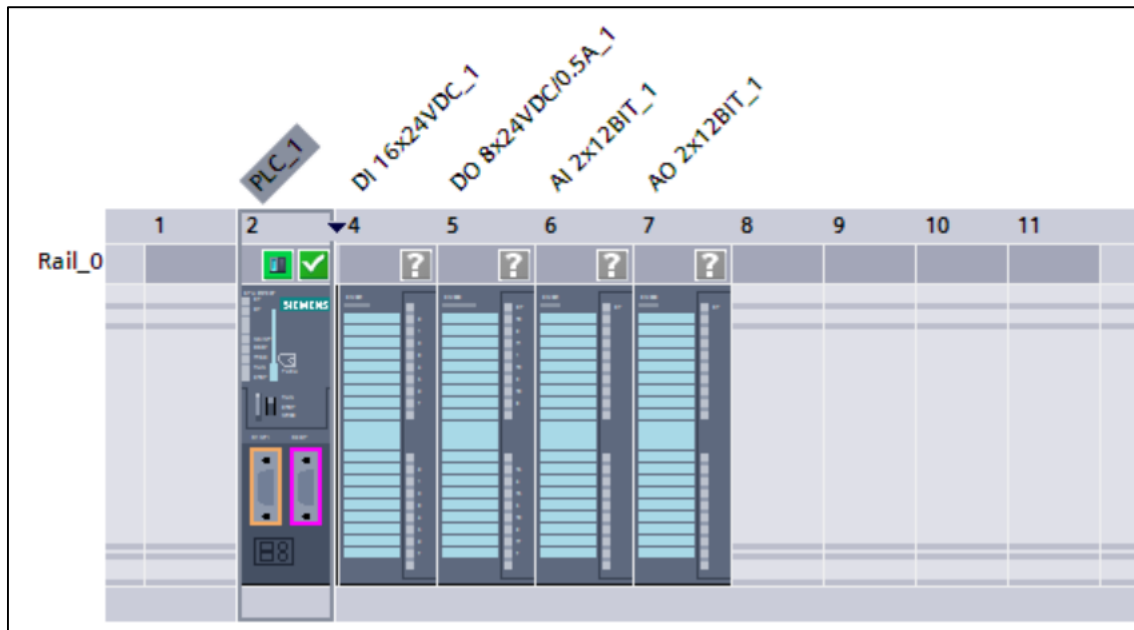 PLC_1
DI 16x24VDC_1
DO 8x24VDC/0.5A_1
AI 2x12BIT_1
AO 2x12BIT_1
1 2 4 5 6 7 8 9 10 11
Rail_0
? ? ? ?
SIEMENS